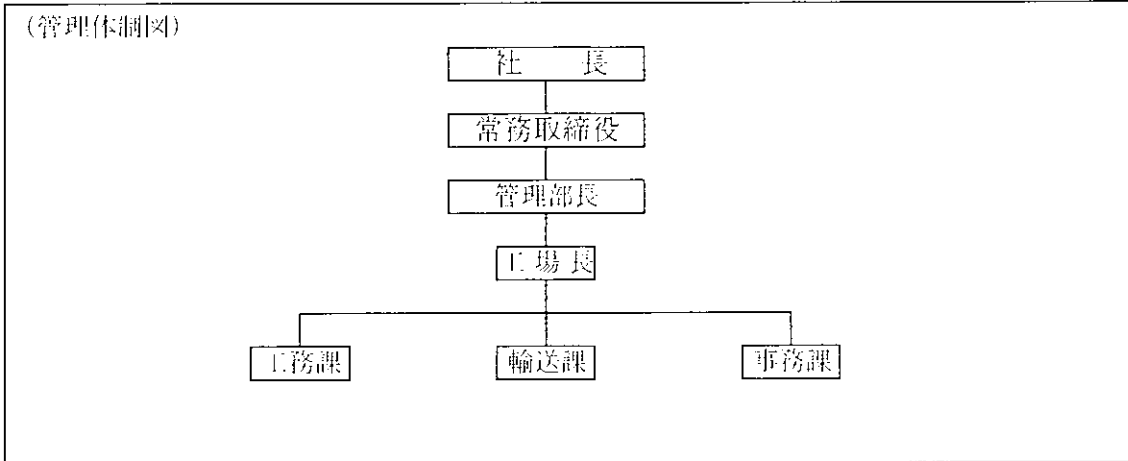 (管理体制図)
社 長
常務取締役
管理部長
工場長
工務課 輸送課 事務課